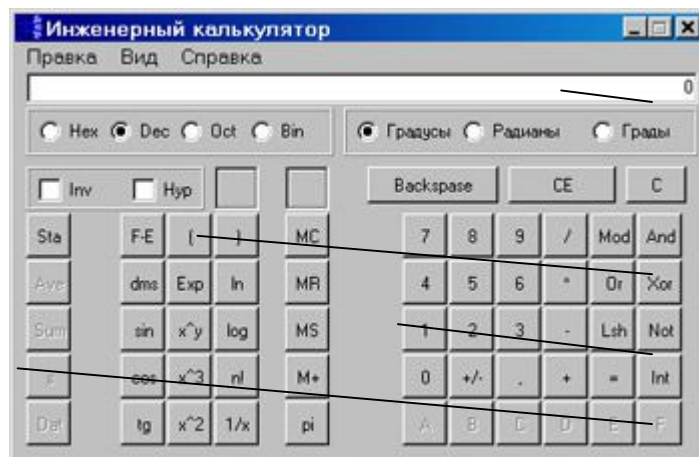 Инженерный калькулятор
Правка Вид Справка
0
Hex Dec Oct Bin Градусы Радианы Грады
Inv Hyp Backspase CE C
Sta F-E ( ) MC 7 8 9 / Mod And
Ave dms Exp ln MR 4 5 6 * Or Xor
Sum sin x^y log MS 1 2 3 - Lsh Not
s cos x^3 n! M+ 0 +/- . + = Int
Dat tg x^2 1/x pi A B C D E F